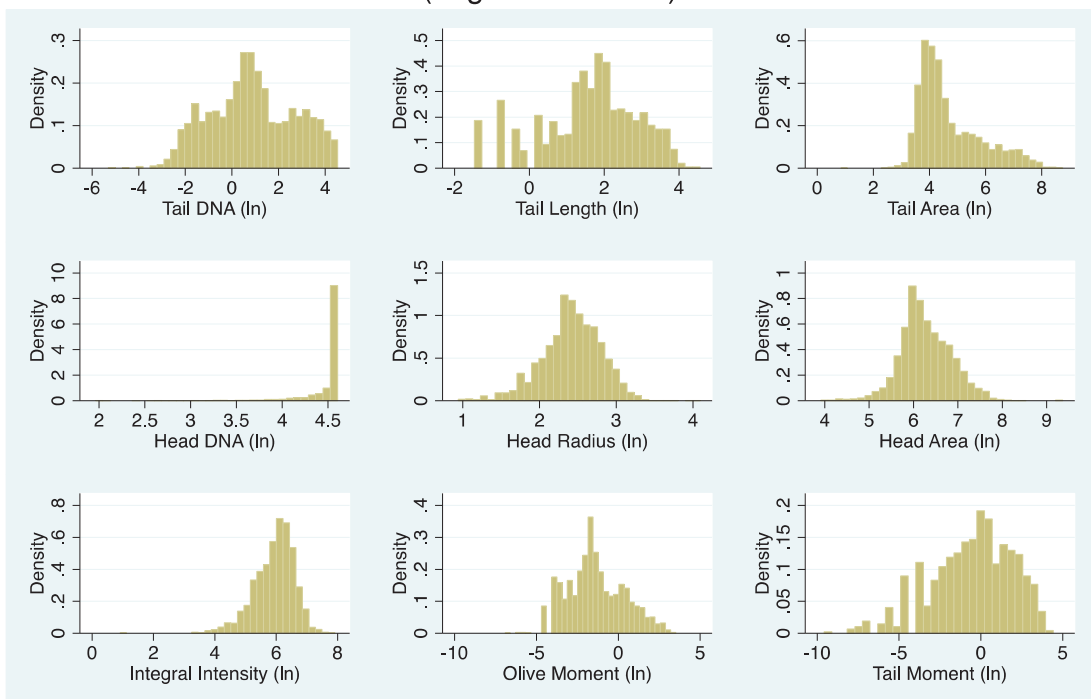 Density
0 .1 .2 .3
-6 -4 -2 0 2 4
Tail DNA (ln)
Density
0 .1 .2 .3 .4 .5
-2 0 2 4
Tail Length (ln)
Density
0 .2 .4 .6
0 2 4 6 8
Tail Area (ln)
Density
0 2 4 6 8 10
2 2.5 3 3.5 4 4.5
Head DNA (ln)
Density
0 .5 1 1.5
1 2 3 4
Head Radius (ln)
Density
0 .2 .4 .6 .8 1
4 5 6 7 8 9
Head Area (ln)
Density
0 .2 .4 .6 .8
0 2 4 6 8
Integral Intensity (ln)
Density
0 .1 .2 .3 .4
-10 -5 0 5
Olive Moment (ln)
Density
0 .05 .1 .15 .2
-10 -5 0 5
Tail Moment (ln)